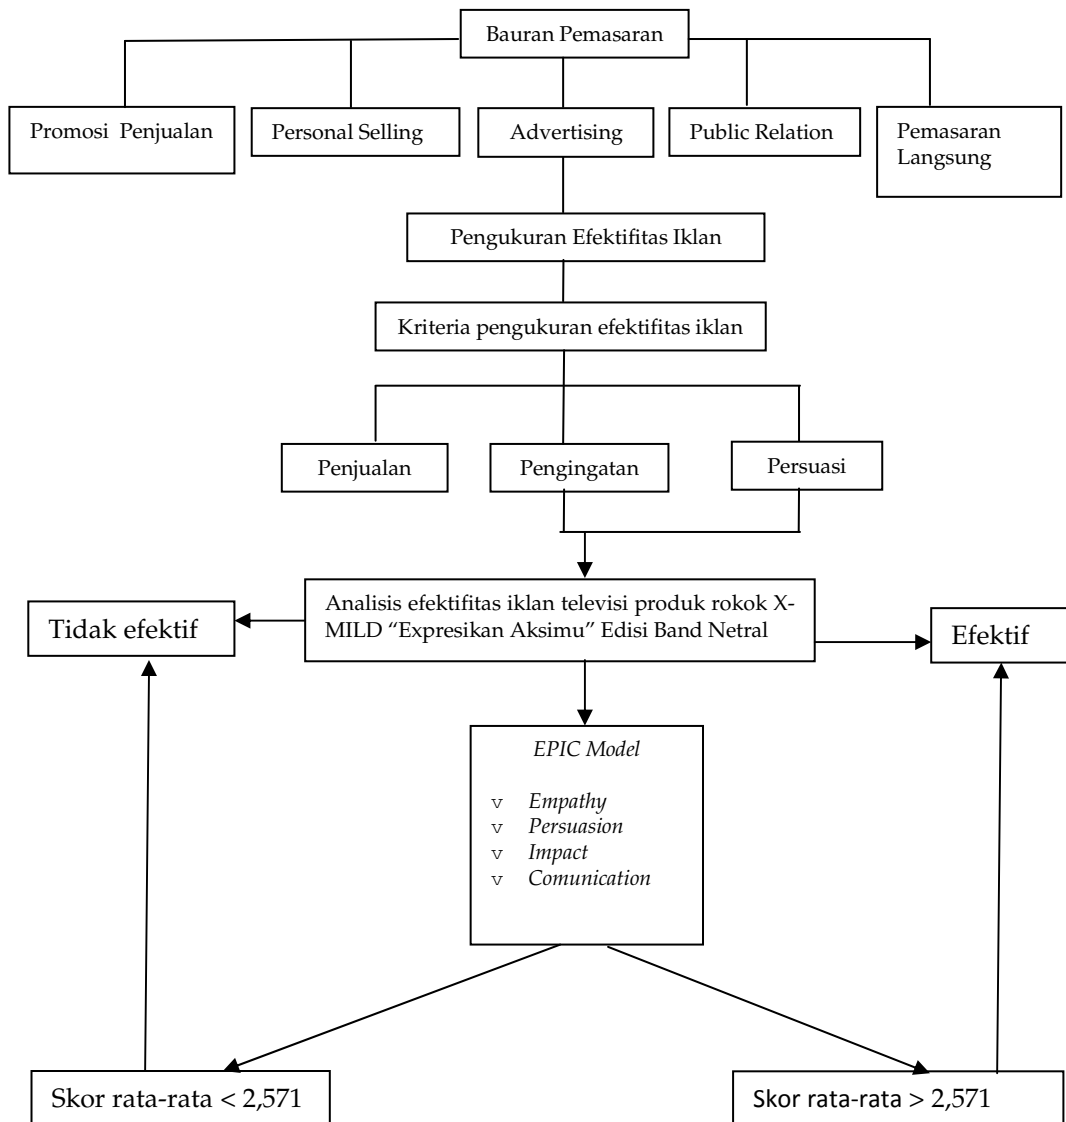 Bauran Pemasaran
Promosi Penjualan
Personal Selling
Advertising
Public Relation
Pemasaran
Langsung
Pengukuran Efektifitas Iklan
Kriteria pengukuran efektifitas iklan
Penjualan
Pengingatan
Persuasi
Analisis efektifitas iklan televisi produk rokok X-
MILD “Expresikan Aksimu” Edisi Band Netral
Tidak efektif
Efektif
EPIC Model
v Empathy
v Persuasion
v Impact
v Comunication
Skor rata-rata < 2,571
Skor rata-rata > 2,571